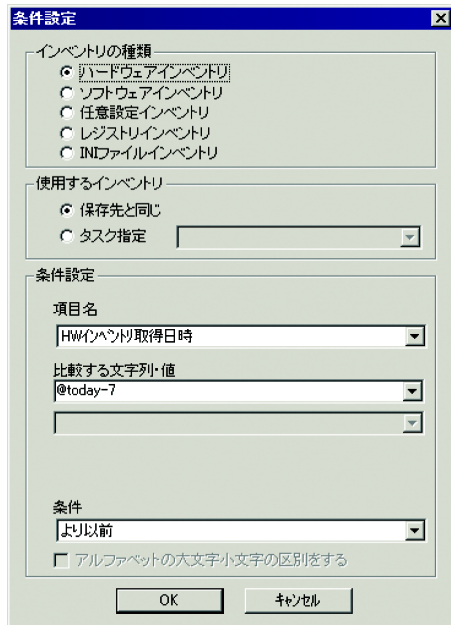 条件設定
インベントリの種類
ハードウェアインベントリ
ソフトウェアインベントリ
任意設定インベントリ
レジストリインベントリ
INIファイルインベントリ
使用するインベントリ
保存先と同じ
タスク指定
条件設定
項目名
HWインベントリ取得日時
比較する文字列・値
@today-7
条件
より以前
アルファベットの大文字小文字の区別をする
OK キャンセル